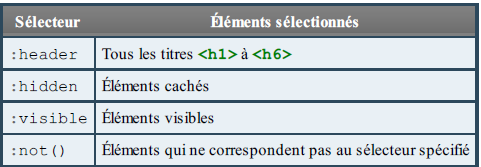 Sélecteur Éléments sélectionnés
:header Tous les titres <h1> à <h6>
:hidden Éléments cachés
:visible Éléments visibles
:not() Éléments qui ne correspondent pas au sélecteur spécifié